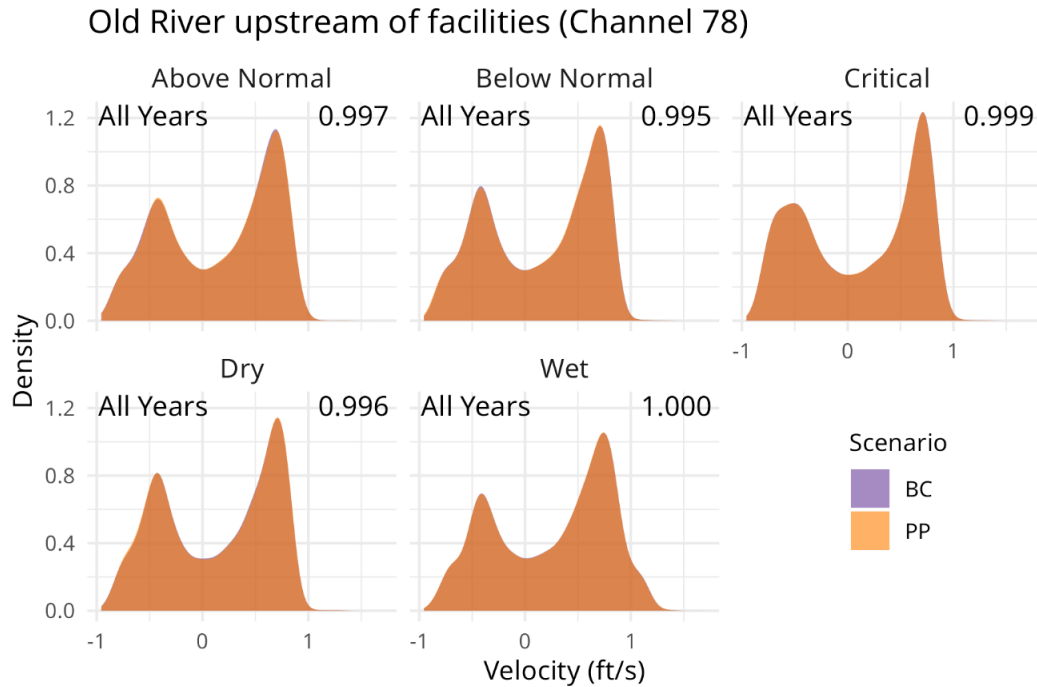 Old River upstream of facilities (Channel 78)
Above Normal
Below Normal
Critical
All Years 0.997
All Years 0.995
All Years 0.999
1.2
0.8
0.4
0.0
-1 0 1
Density
Dry
Wet
All Years 0.996
All Years 1.000
1.2
0.8
0.4
0.0
-1 0 1
-1 0 1
Velocity (ft/s)
Scenario
BC
PP